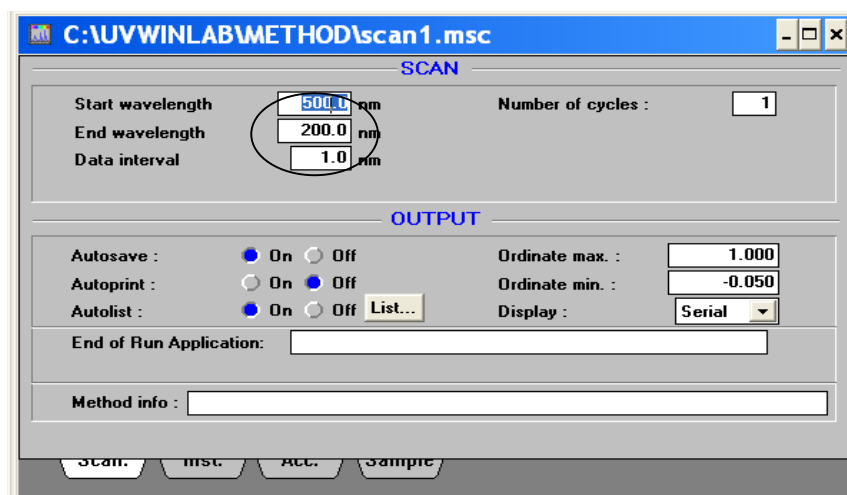 C:\UVWINLAB\METHOD\scan1.msc
SCAN
Start wavelength 500.0 nm Number of cycles : 1
End wavelength 200.0 nm
Data interval 1.0 nm
OUTPUT
Autosave : On Off Ordinate max. : 1.000
Autoprint : On Off Ordinate min. : -0.050
Autolist : On Off List... Display : Serial
End of Run Application:
Method info :
Scan. Inst. Acc. Sample